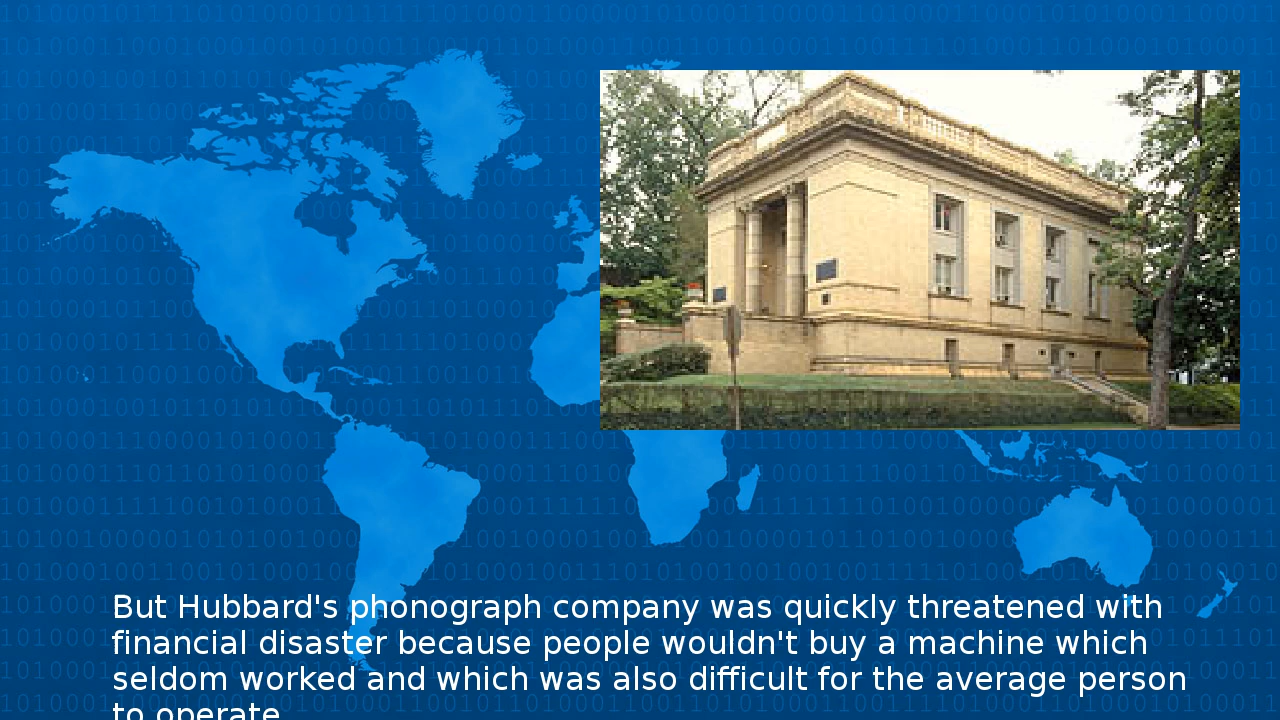 But Hubbard's phonograph company was quickly threatened with
financial disaster because people wouldn't buy a machine which
seldom worked and which was also difficult for the average person
to operate